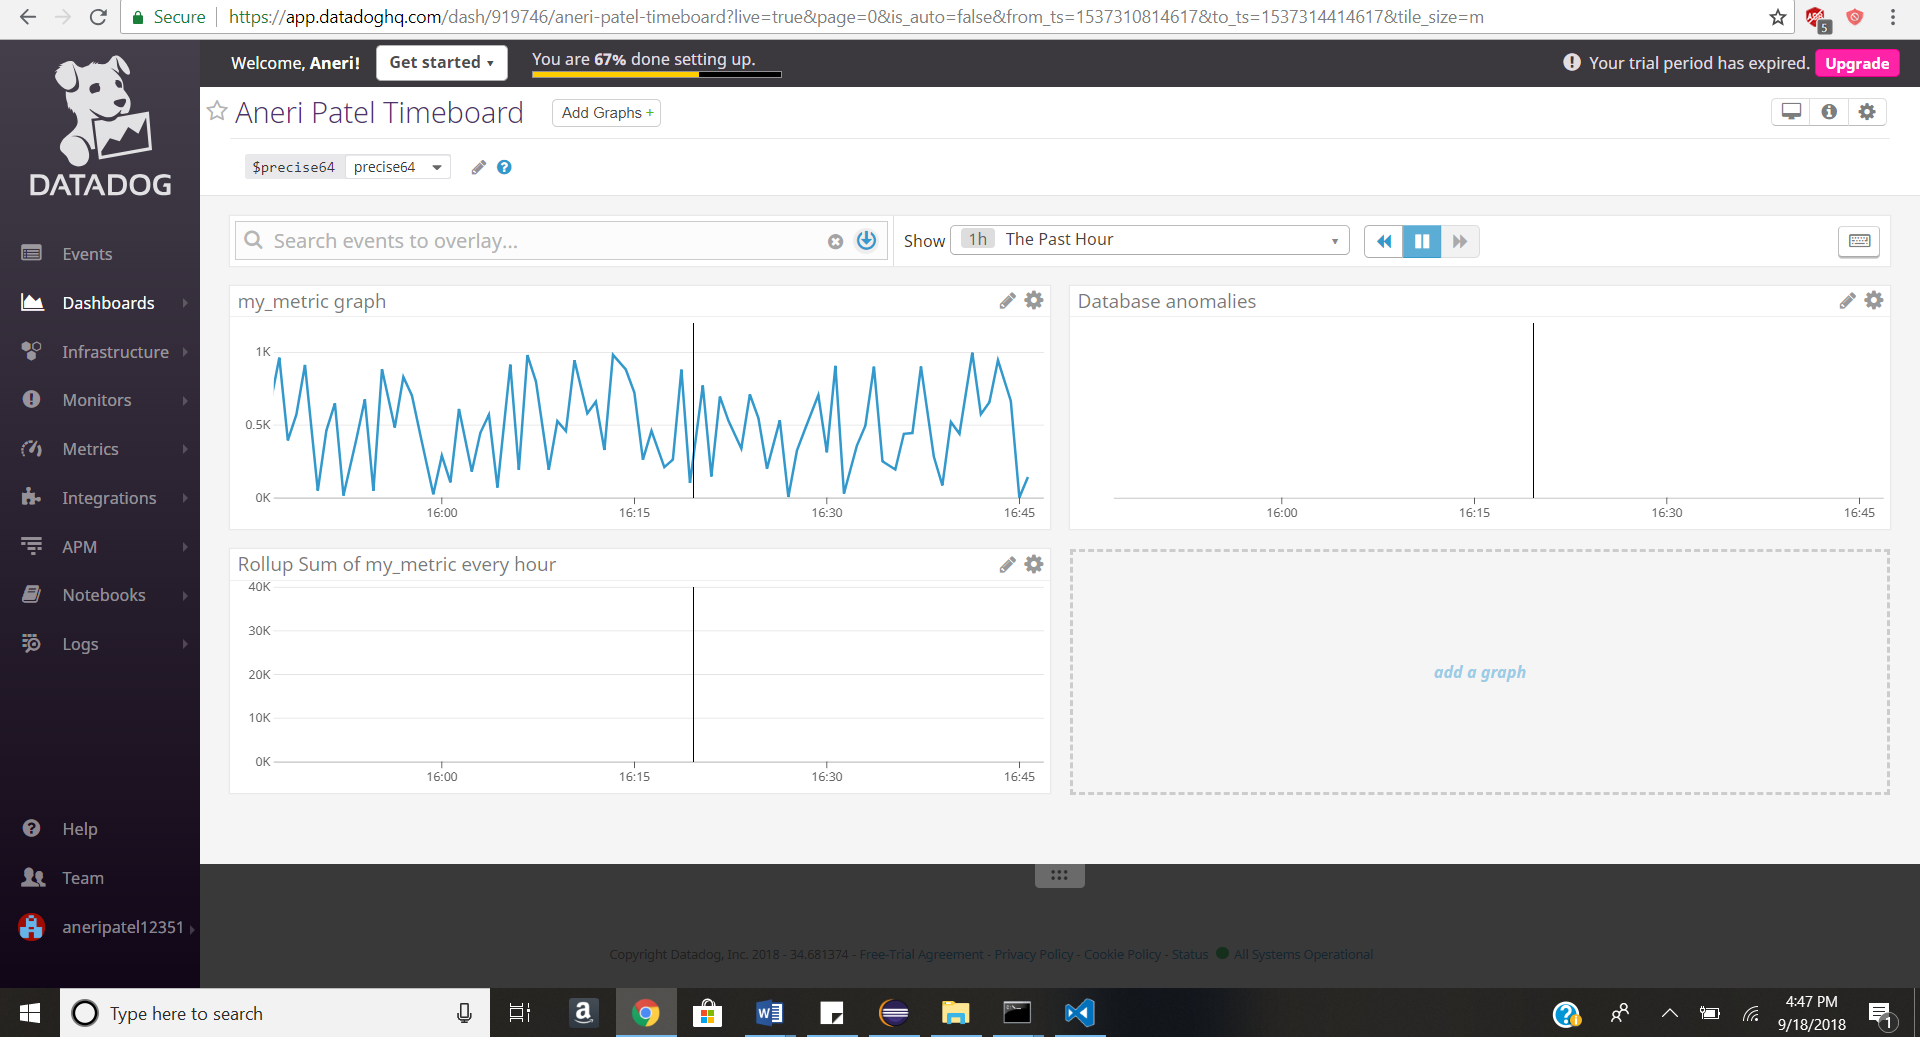 Secure https://app.datadoghq.com/dash/919746/aneri-patel-timeboard?live=true&page=0&is_auto=false&from_ts=1537310814617&to_ts=1537314414617&tile_size=m
5
DATADOG
Welcome, Aneri! Get started You are 67% done setting up. Your trial period has expired. Upgrade
Aneri Patel Timeboard Add Graphs +
$precise64 precise64
Search events to overlay... Show 1h The Past Hour
Events
Dashboards
Infrastructure
Monitors
Metrics
Integrations
APM
Notebooks
Logs
Help
Team
aneripatel12351
my_metric graph
1K
0.5K
0K
16:00 16:15 16:30 16:45
Database anomalies
16:00 16:15 16:30 16:45
Rollup Sum of my_metric every hour
40K
30K
20K
10K
0K
16:00 16:15 16:30 16:45
add a graph
Copyright Datadog, Inc. 2018 - 34.681374 - Free-Trial Agreement - Privacy Policy - Cookie Policy - Status All Systems Operational
Type here to search
4:47 PM
9/18/2018
1